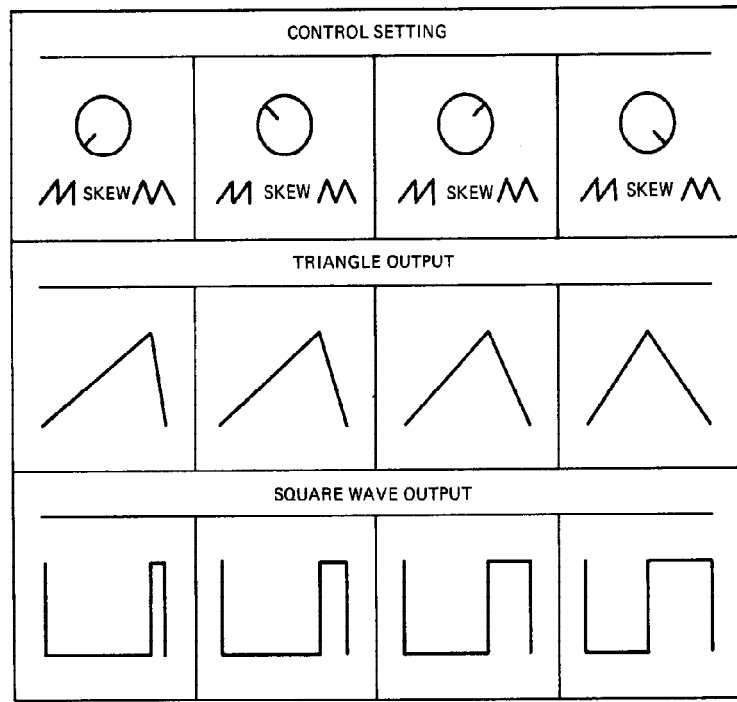 CONTROL SETTING
SKEW SKEW SKEW SKEW
TRIANGLE OUTPUT
SQUARE WAVE OUTPUT